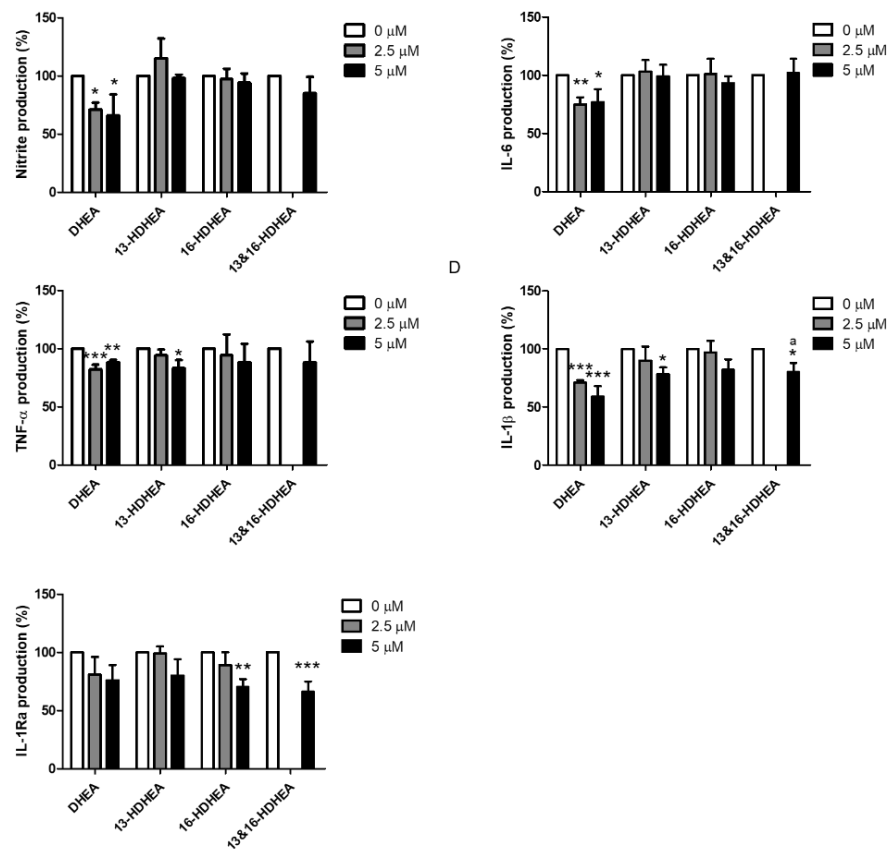 150
100
50
0
Nitrite production (%)
* *
0 μM
2.5 μM
5 μM
DHEA
13-HDHEA
16-HDHEA
13&16-HDHEA
150
100
50
0
IL-6 production (%)
** *
0 μM
2.5 μM
5 μM
DHEA
13-HDHEA
16-HDHEA
13&16-HDHEA
150
100
50
0
TNF-α production (%)
*** ** *
0 μM
2.5 μM
5 μM
DHEA
13-HDHEA
16-HDHEA
13&16-HDHEA
D
150
100
50
0
IL-1β production (%)
*** *** * a
*
0 μM
2.5 μM
5 μM
DHEA
13-HDHEA
16-HDHEA
13&16-HDHEA
150
100
50
0
IL-1Ra production (%)
** ***
0 μM
2.5 μM
5 μM
DHEA
13-HDHEA
16-HDHEA
13&16-HDHEA